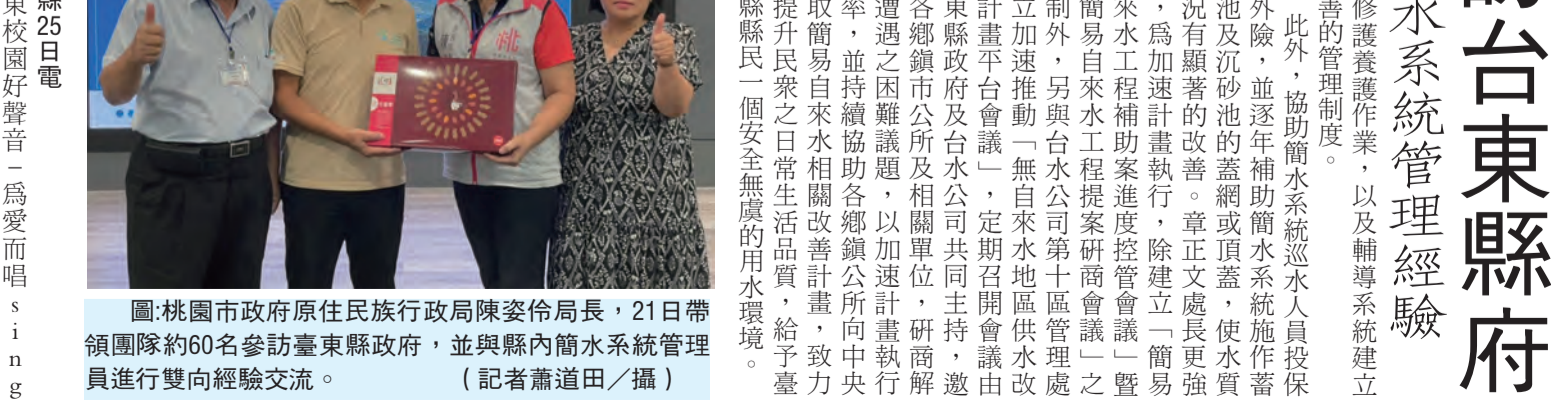 訪台東縣府
水系統管理經驗
修護養護作業，以及輔導系統建立
善的管理制度。
此外，協助簡水系統巡水人員投保
外險，並逐年補助簡水系統施作蓄
池及沉砂池的蓋網或頂蓋，使水質
況有顯著的改善。章正文處長更強
，爲加速計畫執行，除建立「簡易
來水工程補助案進度控管會議」暨
簡易自來水工程提案研商會議」之
制外，另與台水公司第十區管理處
立加速推動「無自來水地區供水改
計畫平台會議」，定期召開會議由
東縣政府及台水公司共同主持，邀
各鄉鎮市公所及相關單位，研商解
遭遇之困難議題，以加速計畫執行
率，並持續協助各鄉鎮公所向中央
取簡易自來水相關改善計畫，致力
提升民衆之日常生活品質，給予臺
縣縣民一個安全無虞的用水環境。
桃
圖:桃園市政府原住民族行政局陳姿伶局長，21日帶
領團隊約60名參訪臺東縣政府，並與縣內簡水系統管理
員進行雙向經驗交流。（記者蕭道田／攝）
縣25日電
東校園好聲音－爲愛而唱sing